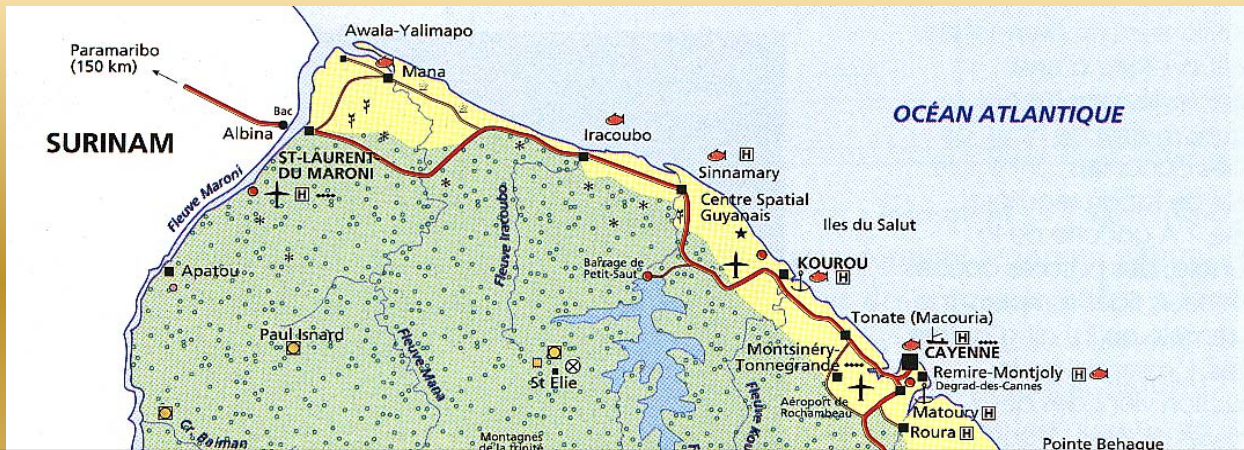 Awala-Yalimapo
Paramaribo
(150 km)
Mana
Bac
Albina
OCÉAN ATLANTIQUE
SURINAM
Iracoubo
ST-LAURENT-
DU MARONI
H
H
Sinnamary
Centre Spatial
Guyanais
Fleuve Maroni
Fleuve Iracoubo
Iles du Salut
Apatou
Barrage de
Petit-Saut
KOUROU
H
Tonate (Macouria)
H
Paul Isnard
Fleuve Mana
St Elie
Montsinéry-
Tonnegrande
CAYENNE
Remire-Montjoly H
Degrad-des-Cannes
Aéroport de
Rochambeau
Matoury H
Roura H
Montagnes
de la trinité
Pointe Behague